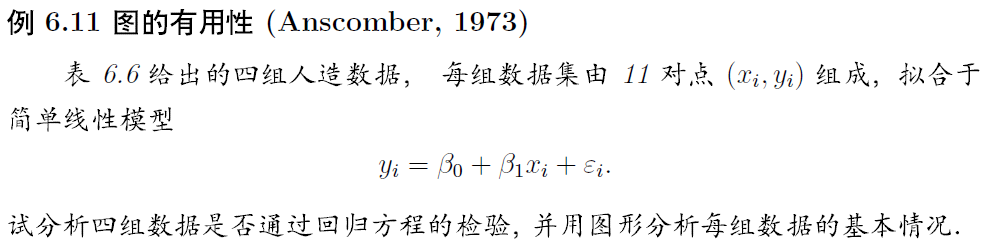 例 6.11 图的有用性 (Anscomber, 1973)
表 6.6 给出的四组人造数据, 每组数据集由 11 对点 (xᵢ, yᵢ) 组成, 拟合于
简单线性模型
yᵢ = β₀ + β₁xᵢ + εᵢ.
试分析四组数据是否通过回归方程的检验, 并用图形分析每组数据的基本情况.